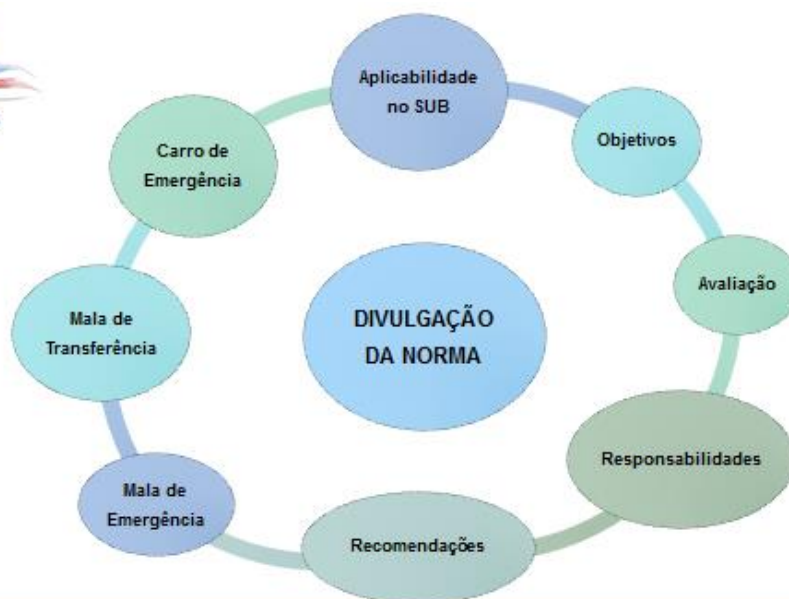 Aplicabilidade
no SUB
Objetivos
Avaliação
Responsabilidades
Recomendações
Mala de
Emergência
Mala de
Transferência
Carro de
Emergência
DIVULGAÇÃO
DA NORMA